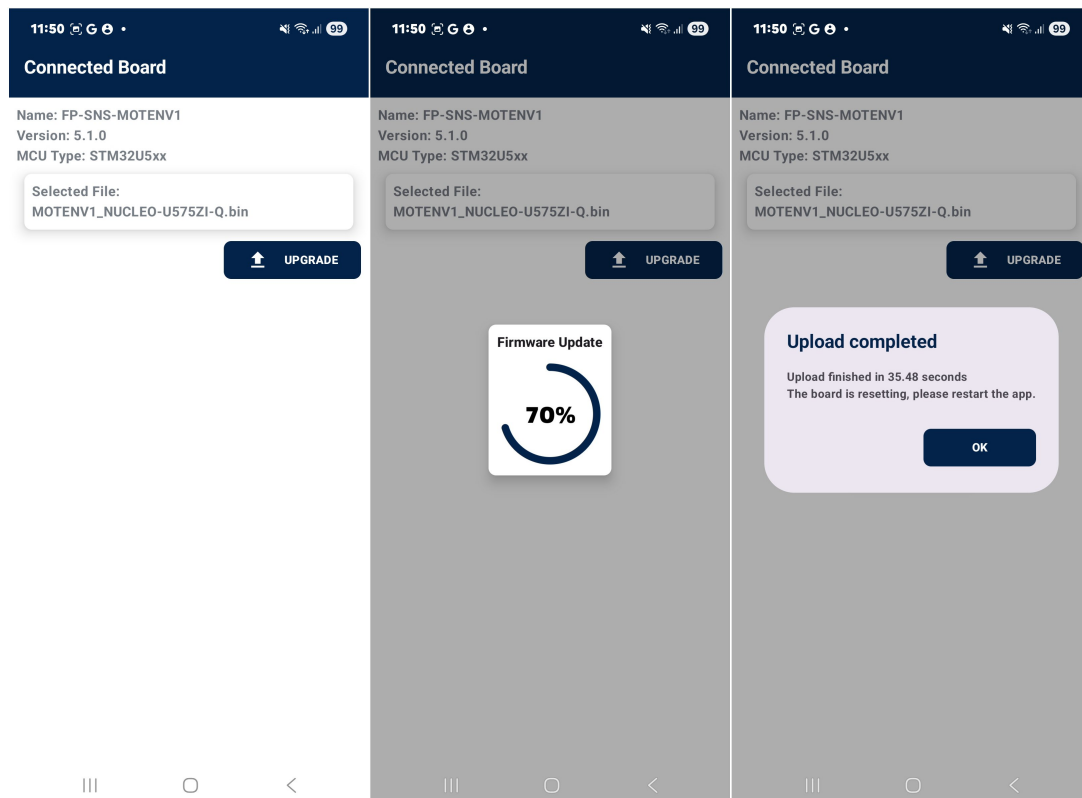 11:50 G
99
Connected Board
Name: FP-SNS-MOTENV1
Version: 5.1.0
MCU Type: STM32U5xx
Selected File:
MOTENV1_NUCLEO-U575ZI-Q.bin
UPGRADE
11:50 G
99
Connected Board
Name: FP-SNS-MOTENV1
Version: 5.1.0
MCU Type: STM32U5xx
Selected File:
MOTENV1_NUCLEO-U575ZI-Q.bin
UPGRADE
Firmware Update
70%
11:50 G
99
Connected Board
Name: FP-SNS-MOTENV1
Version: 5.1.0
MCU Type: STM32U5xx
Selected File:
MOTENV1_NUCLEO-U575ZI-Q.bin
UPGRADE
Upload completed
Upload finished in 35.48 seconds
The board is resetting, please restart the app.
OK